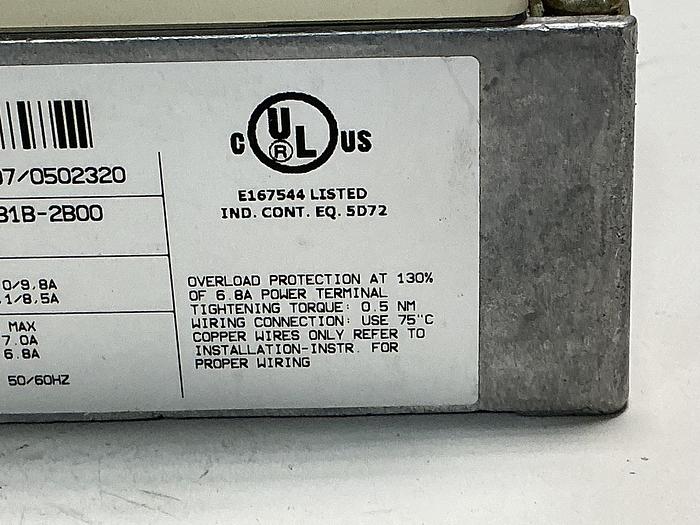 C UL US
®
E167544 LISTED
IND. CONT. EQ. 5D72
07/0502320
31B-2B00
0/9.8A
.1/8.5A
MAX
7.0A
6.8A
50/60HZ
OVERLOAD PROTECTION AT 130%
OF 6.8A POWER TERMINAL
TIGHTENING TORQUE: 0.5 NM
WIRING CONNECTION: USE 75"C
COPPER WIRES ONLY REFER TO
INSTALLATION-INSTR. FOR
PROPER WIRING